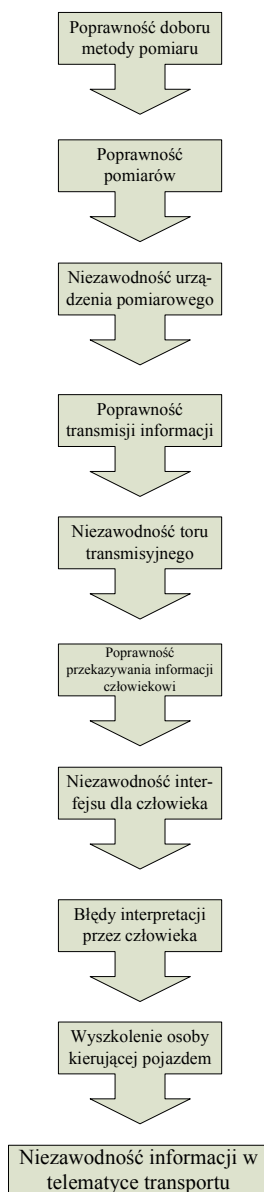 Poprawność doboru
metody pomiaru
Poprawność
pomiarów
Niezawodność urzą-
dzenia pomiarowego
Poprawność
transmisji informacji
Niezawodność toru
transmisyjnego
Poprawność
przekazywania informacji
człowiekowi
Niezawodność inter-
fejsu dla człowieka
Błędy interpretacji
przez człowieka
Wyszkolenie osoby
kierującej pojazdem
Niezawodność informacji w
telematyce transportu